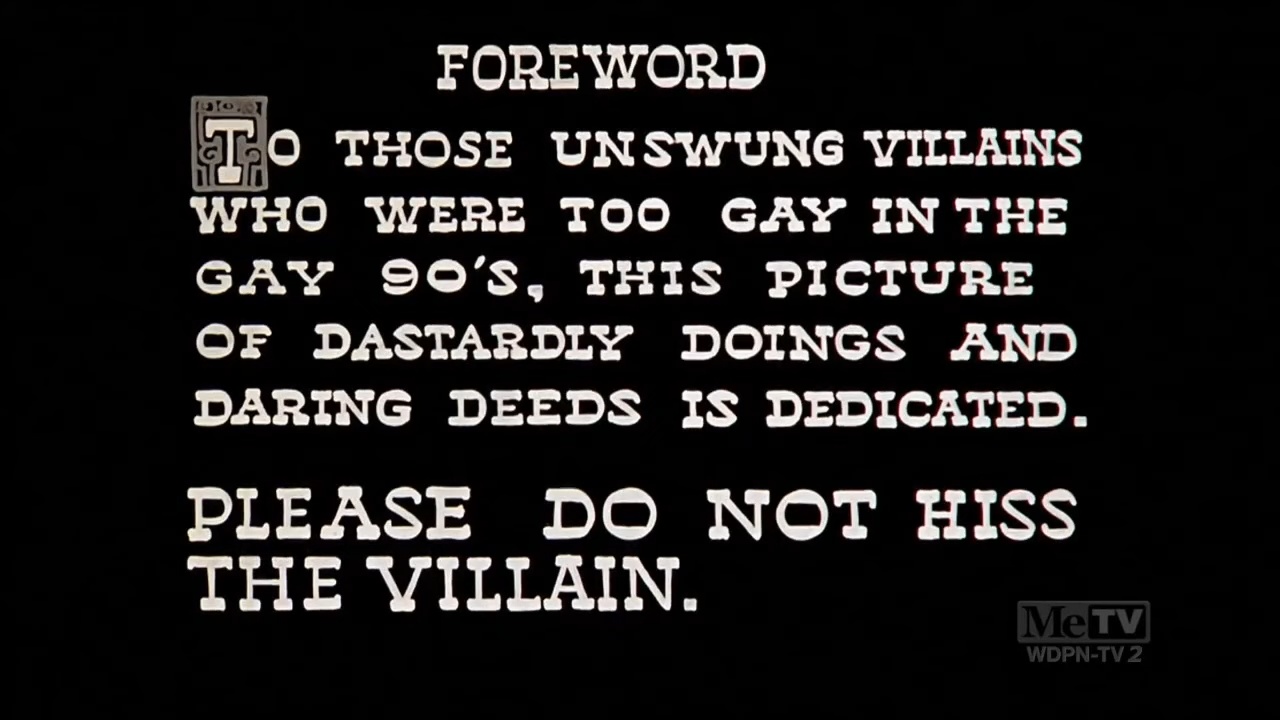 FOREWORD
TO THOSE UNSWUNG VILLAINS
WHO WERE TOO GAY IN THE
GAY 90'S, THIS PICTURE
OF DASTARDLY DOINGS AND
DARING DEEDS IS DEDICATED.
PLEASE DO NOT HISS
THE VILLAIN.
MeTV
WDPN-TV 2